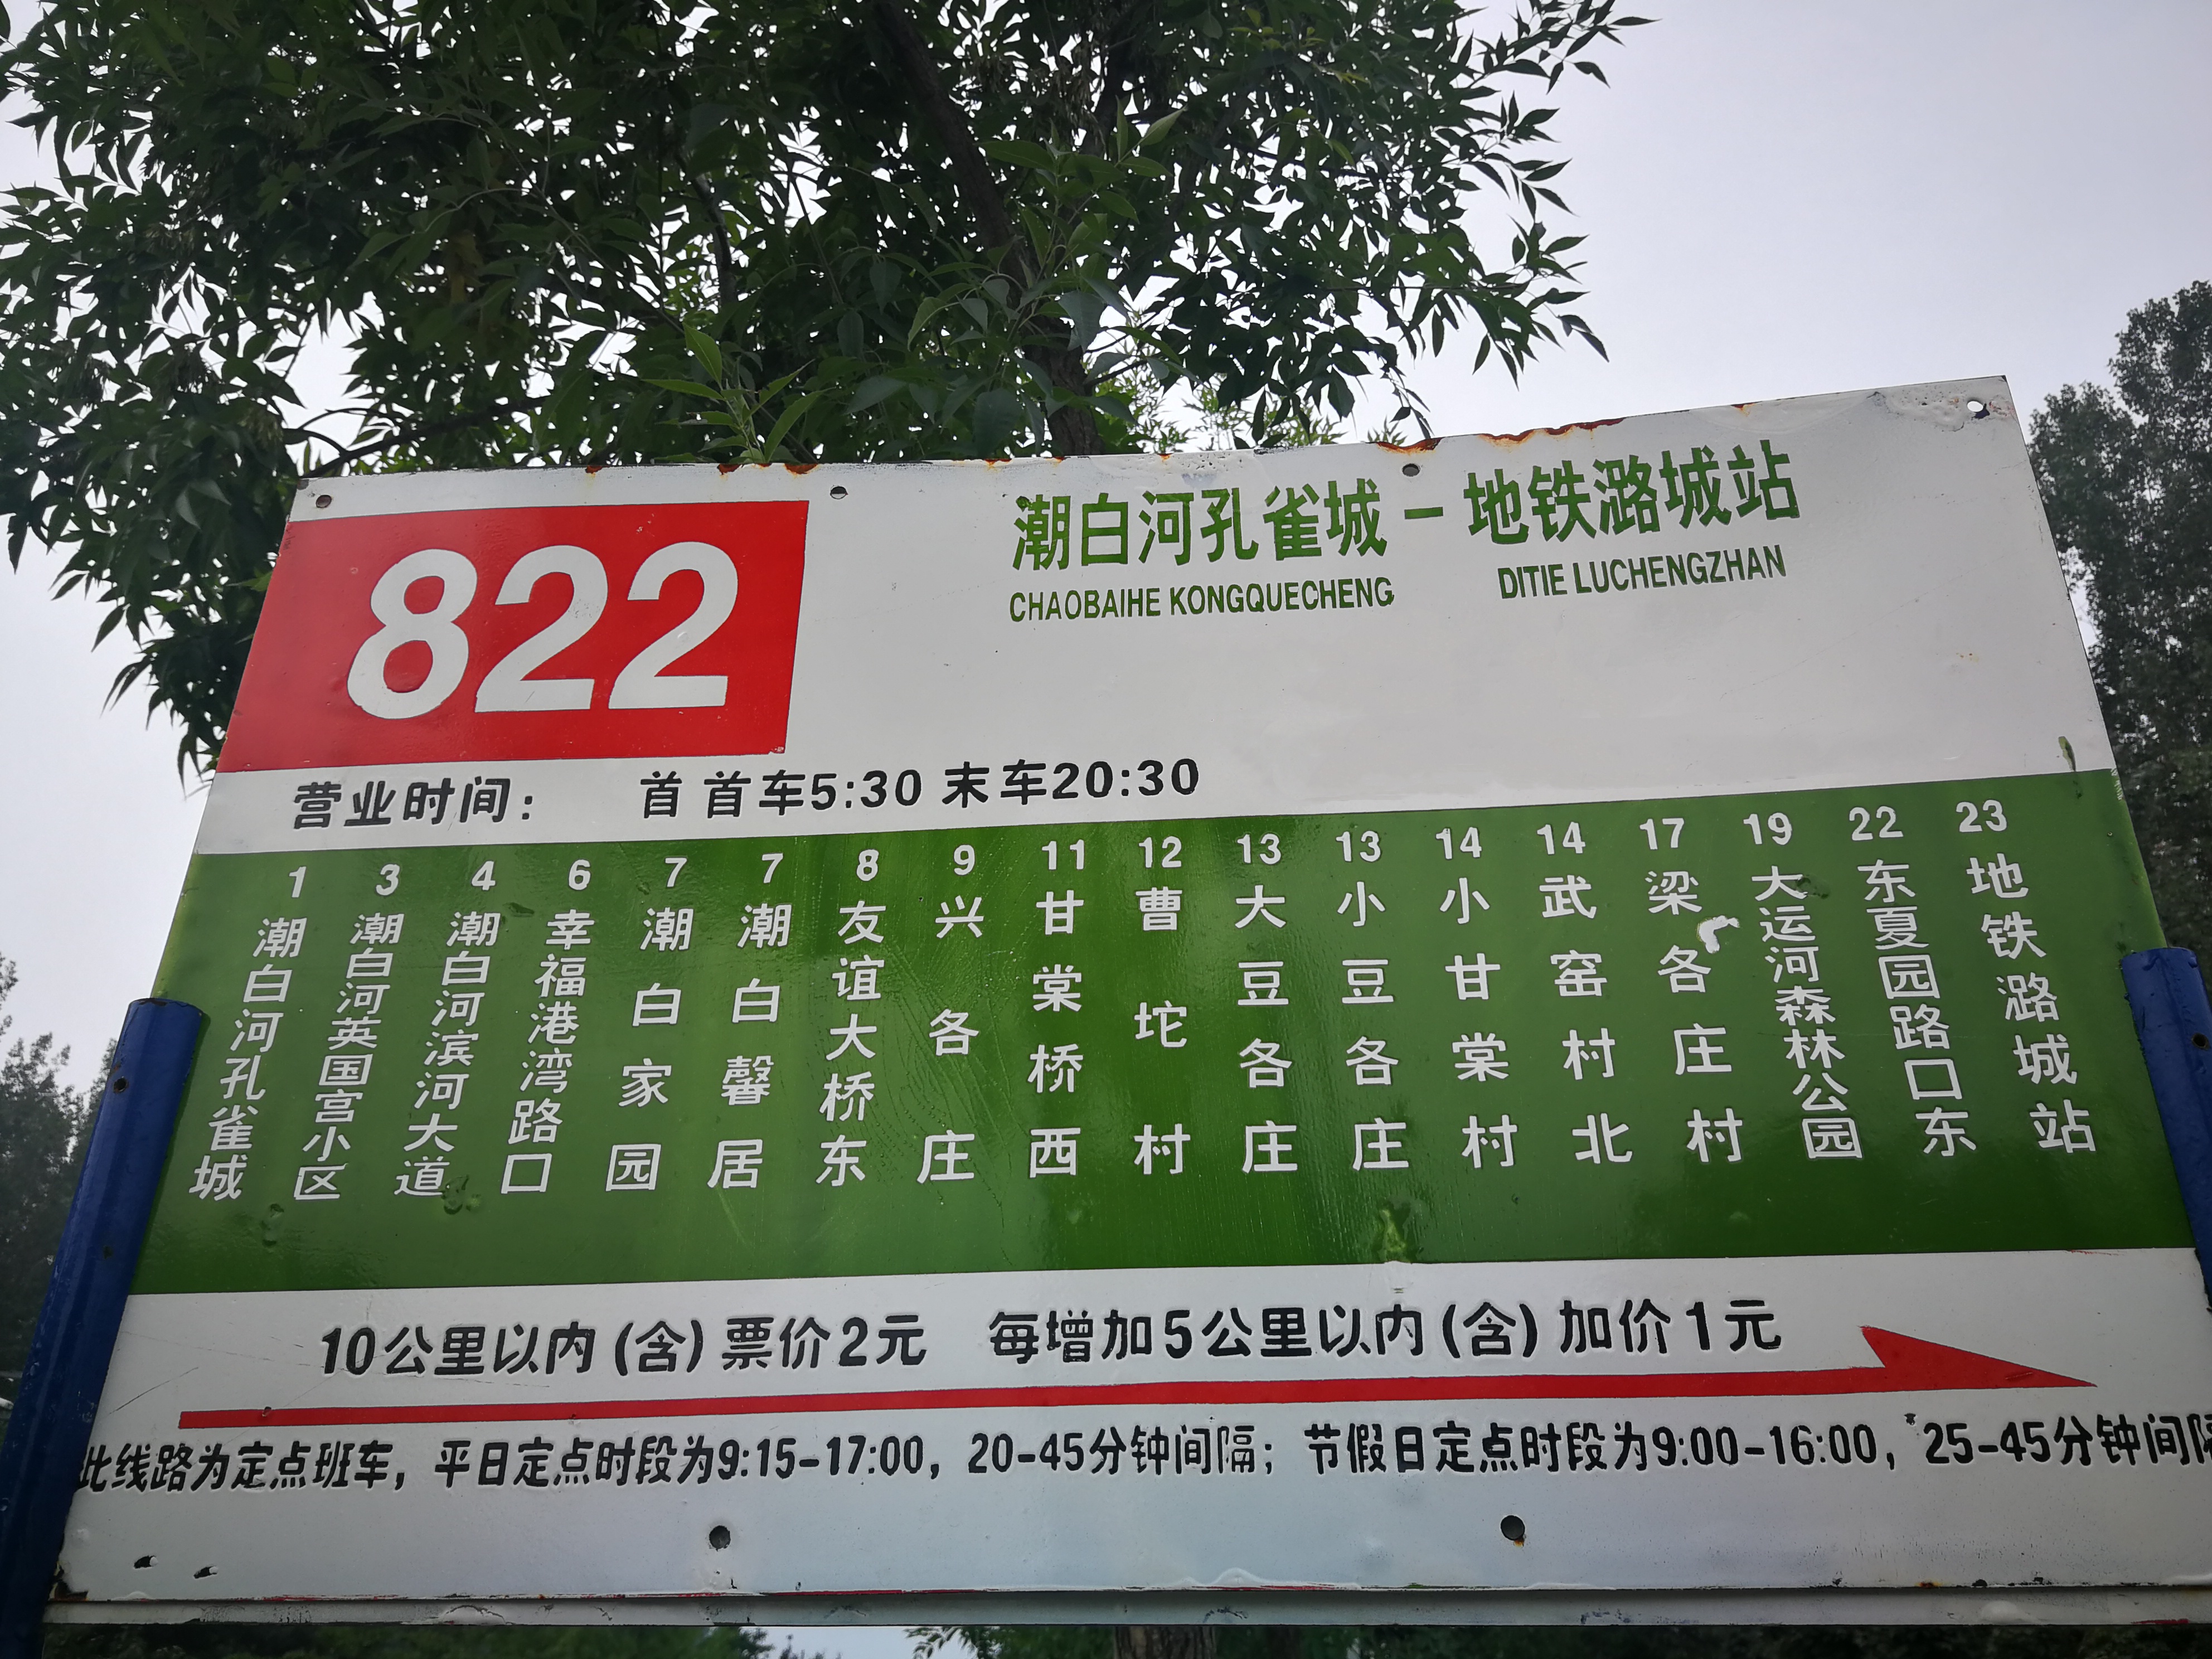 822
潮白河孔雀城－地铁潞城站
CHAOBAIHE KONGQUECHENG DITIE LUCHENGZHAN
营业时间： 首 首车5:30 末车20:30
1 潮白河孔雀城
3 潮白河英国宫小区
4 潮白河滨河大道
6 幸福港湾路口
7 潮白家园
7 潮白馨居
8 友谊大桥东
9 兴各庄
11 甘棠桥西
12 曹坨村
13 大豆各庄
13 小豆各庄
14 小甘棠村
14 武窑村北
17 梁各庄村
19 大运河森林公园
22 东夏园路口东
23 地铁潞城站
10公里以内(含)票价2元 每增加5公里以内(含)加价1元
此线路为定点班车，平日定点时段为9:15-17:00，20-45分钟间隔；节假日定点时段为9:00-16:00，25-45分钟间隔